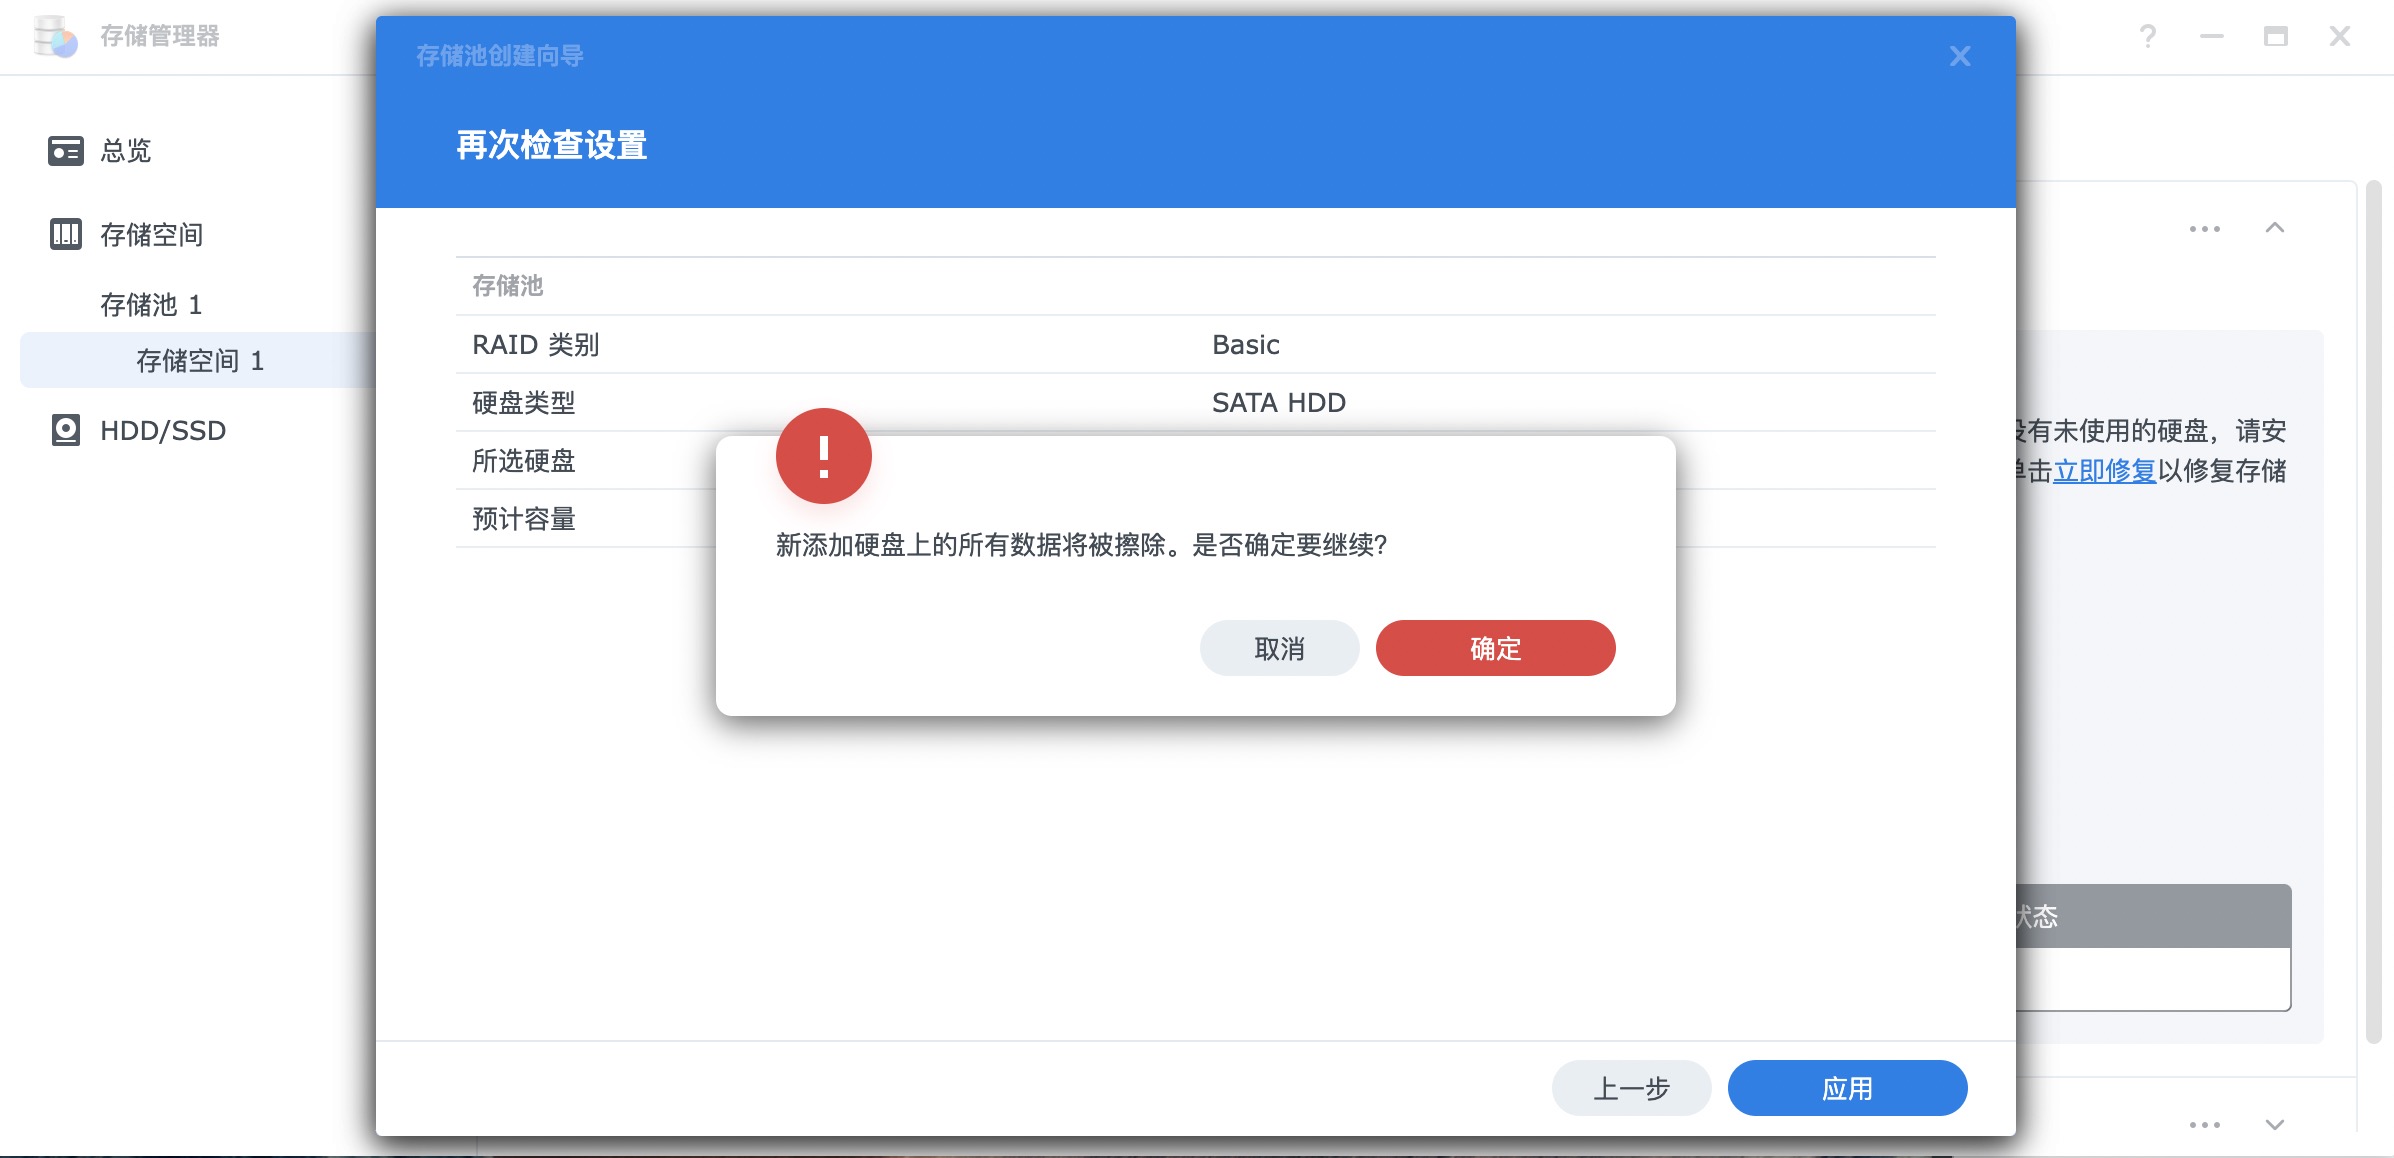 存储管理器
存储池创建向导
再次检查设置
总览
存储空间
存储池 1
存储空间 1
HDD/SSD
存储池
RAID 类别 Basic
硬盘类型 SATA HDD
所选硬盘
预计容量
新添加硬盘上的所有数据将被擦除。是否确定要继续?
取消 确定
没有未使用的硬盘，请安
单击立即修复以修复存储
状态
上一步 应用